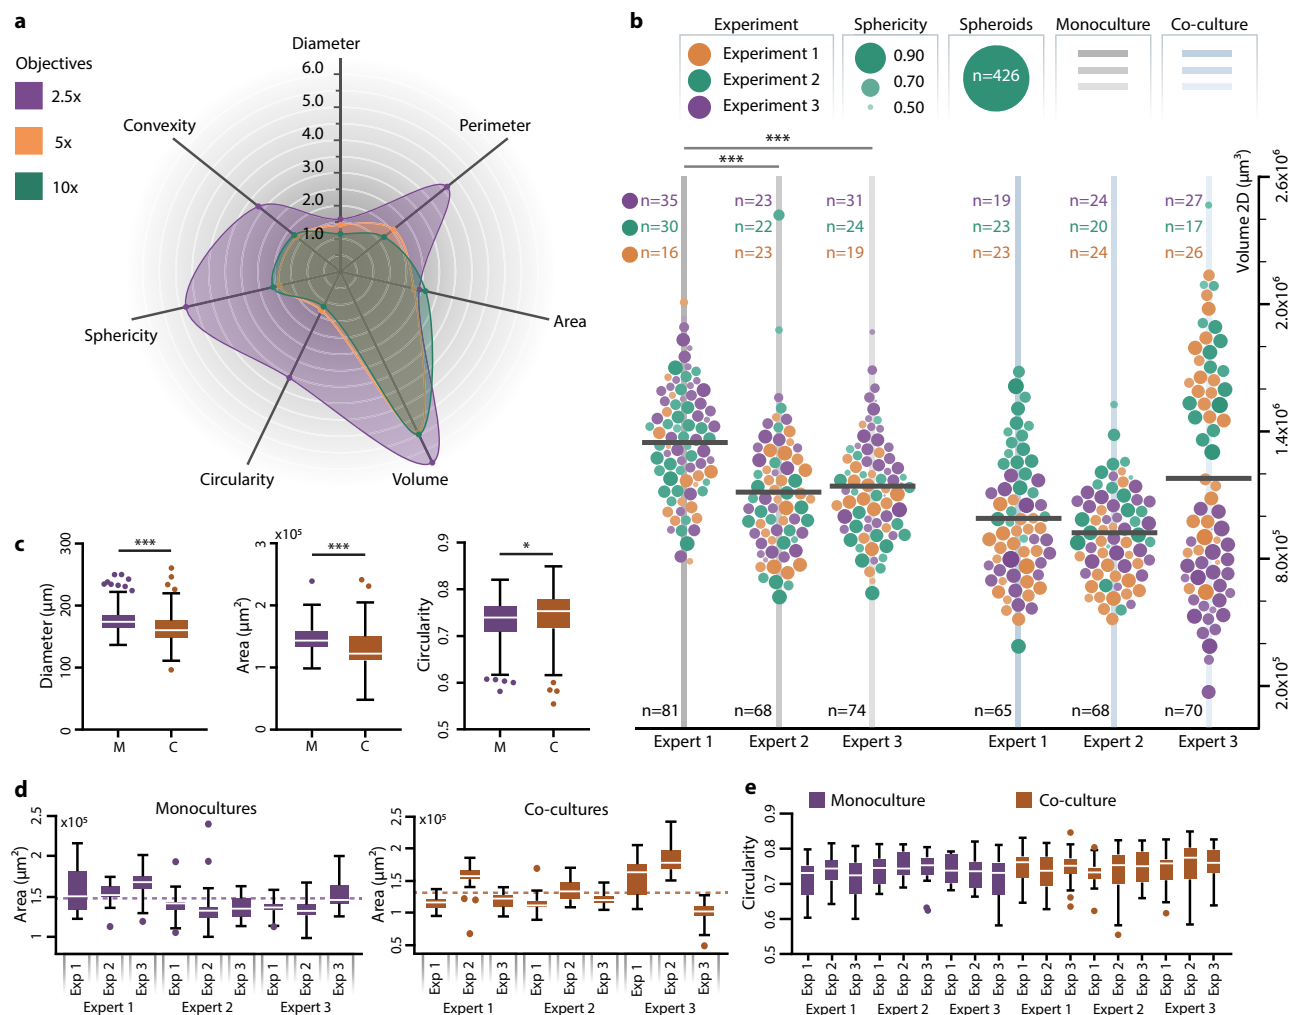 a
Objectives
2.5x
5x
10x
Diameter
6.0
5.0
4.0
3.0
2.0
1.0
Convexity
Perimeter
Sphericity
Area
Circularity
Volume
b
Experiment
Sphericity
Spheroids
Monoculture
Co-culture
Experiment 1
Experiment 2
Experiment 3
0.90
0.70
0.50
n=426
***
***
n=35 n=23 n=31 n=19 n=24 n=27
n=30 n=22 n=24 n=23 n=20 n=17
n=16 n=23 n=19 n=23 n=24 n=26
Volume 2D (µm³)
2.6x10⁶
2.0x10⁶
1.4x10⁶
8.0x10⁵
2.0x10⁵
n=81 n=68 n=74 n=65 n=68 n=70
Expert 1 Expert 2 Expert 3 Expert 1 Expert 2 Expert 3
c
Diameter (µm)
300
200
100
0
***
M C
Area (µm²)
x10⁵
3
2
1
0
***
M C
Circularity
0.9
0.8
0.7
0.6
0.5
*
M C
d
Monocultures
Area (µm²)
x10⁵
2.5
2
1.5
1
Exp 1 Exp 2 Exp 3 Exp 1 Exp 2 Exp 3 Exp 1 Exp 2 Exp 3
Expert 1 Expert 2 Expert 3
Co-cultures
Area (µm²)
x10⁵
2.5
2
1.5
1
0.5
Exp 1 Exp 2 Exp 3 Exp 1 Exp 2 Exp 3 Exp 1 Exp 2 Exp 3
Expert 1 Expert 2 Expert 3
e
Monoculture
Co-culture
Circularity
0.9
0.8
0.7
0.6
0.5
Exp 1 Exp 2 Exp 3 Exp 1 Exp 2 Exp 3 Exp 1 Exp 2 Exp 3 Exp 1 Exp 2 Exp 3 Exp 1 Exp 2 Exp 3 Exp 1 Exp 2 Exp 3
Expert 1 Expert 2 Expert 3 Expert 1 Expert 2 Expert 3